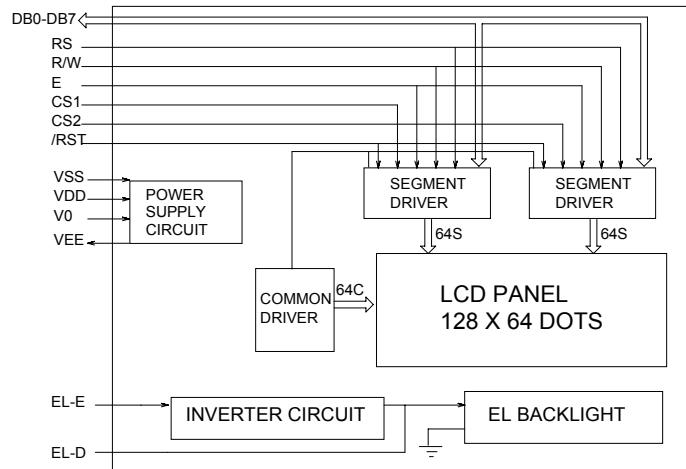 DB0-DB7
RS
R/W
E
CS1
CS2
/RST
VSS
VDD
V0
VEE
POWER
SUPPLY
CIRCUIT
SEGMENT
DRIVER
SEGMENT
DRIVER
64S
64S
COMMON
DRIVER
64C
LCD PANEL
128 X 64 DOTS
EL-E
INVERTER CIRCUIT
EL BACKLIGHT
EL-D